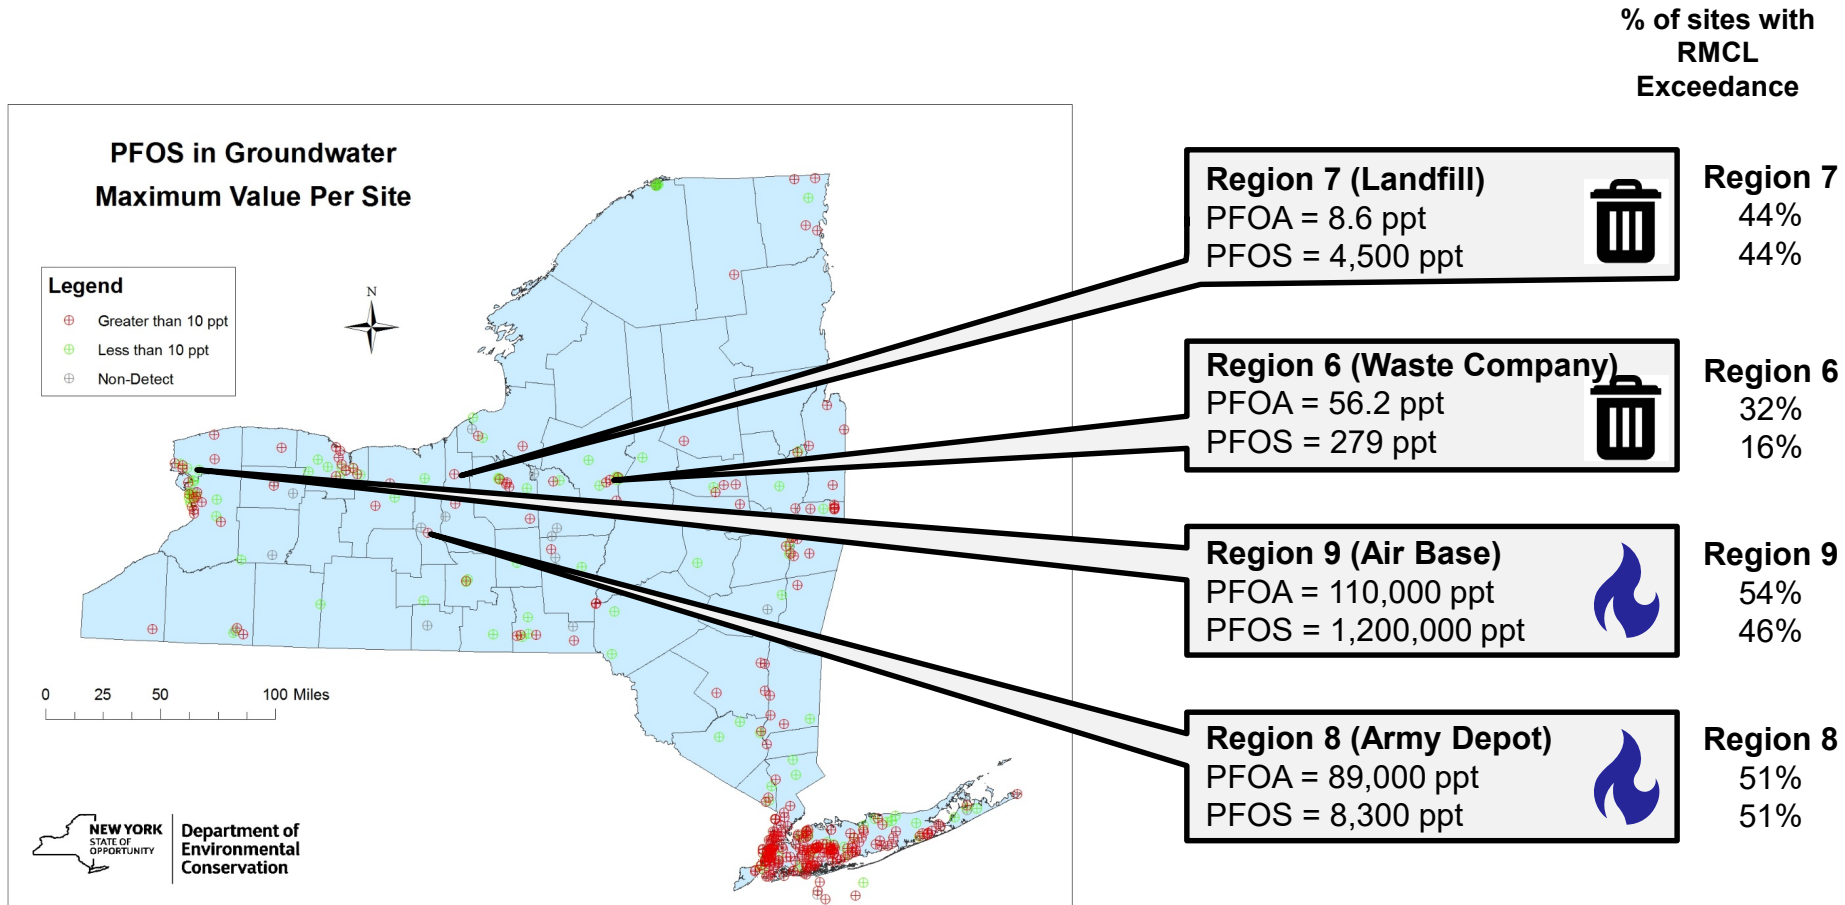 % of sites with
RMCL
Exceedance
PFOS in Groundwater
Maximum Value Per Site
Legend
Greater than 10 ppt
Less than 10 ppt
Non-Detect
N
0 25 50 100 Miles
NEW YORK
STATE OF
OPPORTUNITY
Department of
Environmental
Conservation
Region 7 (Landfill)
PFOA = 8.6 ppt
PFOS = 4,500 ppt
Region 7
44%
44%
Region 6 (Waste Company)
PFOA = 56.2 ppt
PFOS = 279 ppt
Region 6
32%
16%
Region 9 (Air Base)
PFOA = 110,000 ppt
PFOS = 1,200,000 ppt
Region 9
54%
46%
Region 8 (Army Depot)
PFOA = 89,000 ppt
PFOS = 8,300 ppt
Region 8
51%
51%